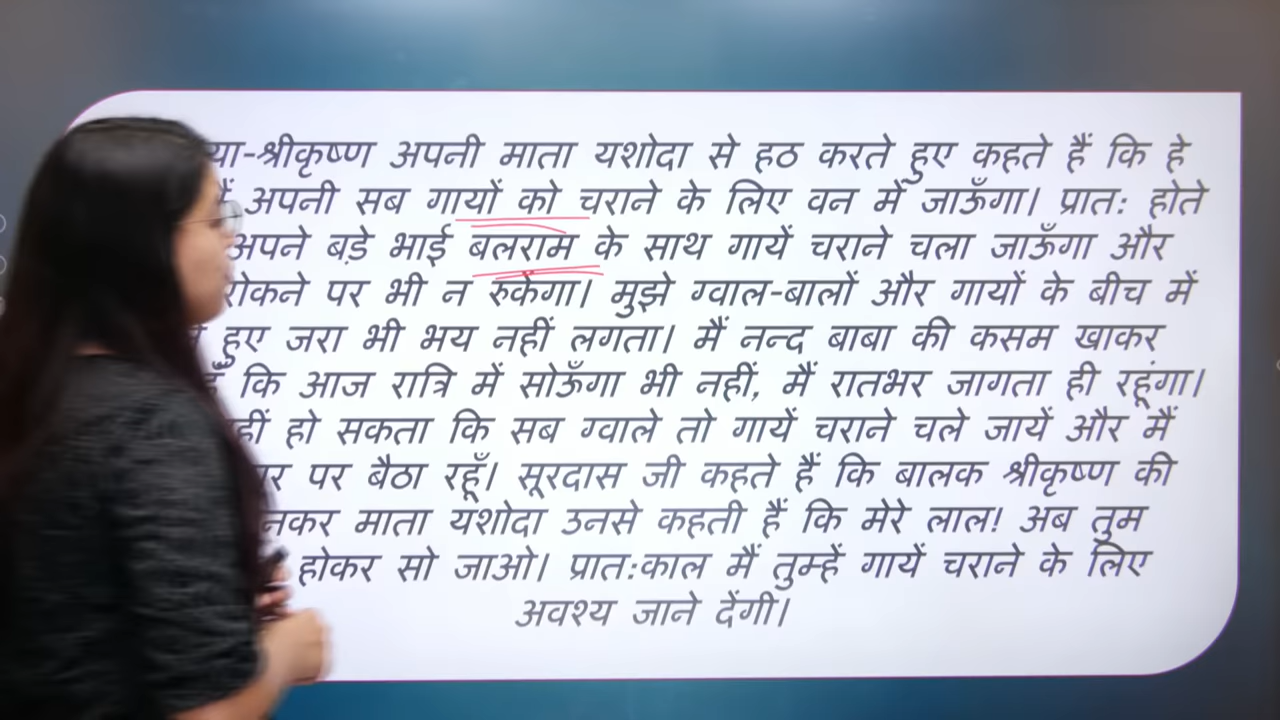 या-श्रीकृष्ण अपनी माता यशोदा से हठ करते हुए कहते हैं कि हे
अपनी सब गायों को चराने के लिए वन में जाऊँगा। प्रातः होते
अपने बड़े भाई बलराम के साथ गायें चराने चला जाऊँगा और
रोकने पर भी न रुकेगा। मुझे ग्वाल-बालों और गायों के बीच में
हुए जरा भी भय नहीं लगता। मैं नन्द बाबा की कसम खाकर
कि आज रात्रि में सोऊँगा भी नहीं, मैं रातभर जागता ही रहूंगा।
हीं हो सकता कि सब ग्वाले तो गायें चराने चले जायें और मैं
पर बैठा रहूँ। सूरदास जी कहते हैं कि बालक श्रीकृष्ण की
नकर माता यशोदा उनसे कहती हैं कि मेरे लाल! अब तुम
होकर सो जाओ। प्रातःकाल मैं तुम्हें गायें चराने के लिए
अवश्य जाने देंगी।